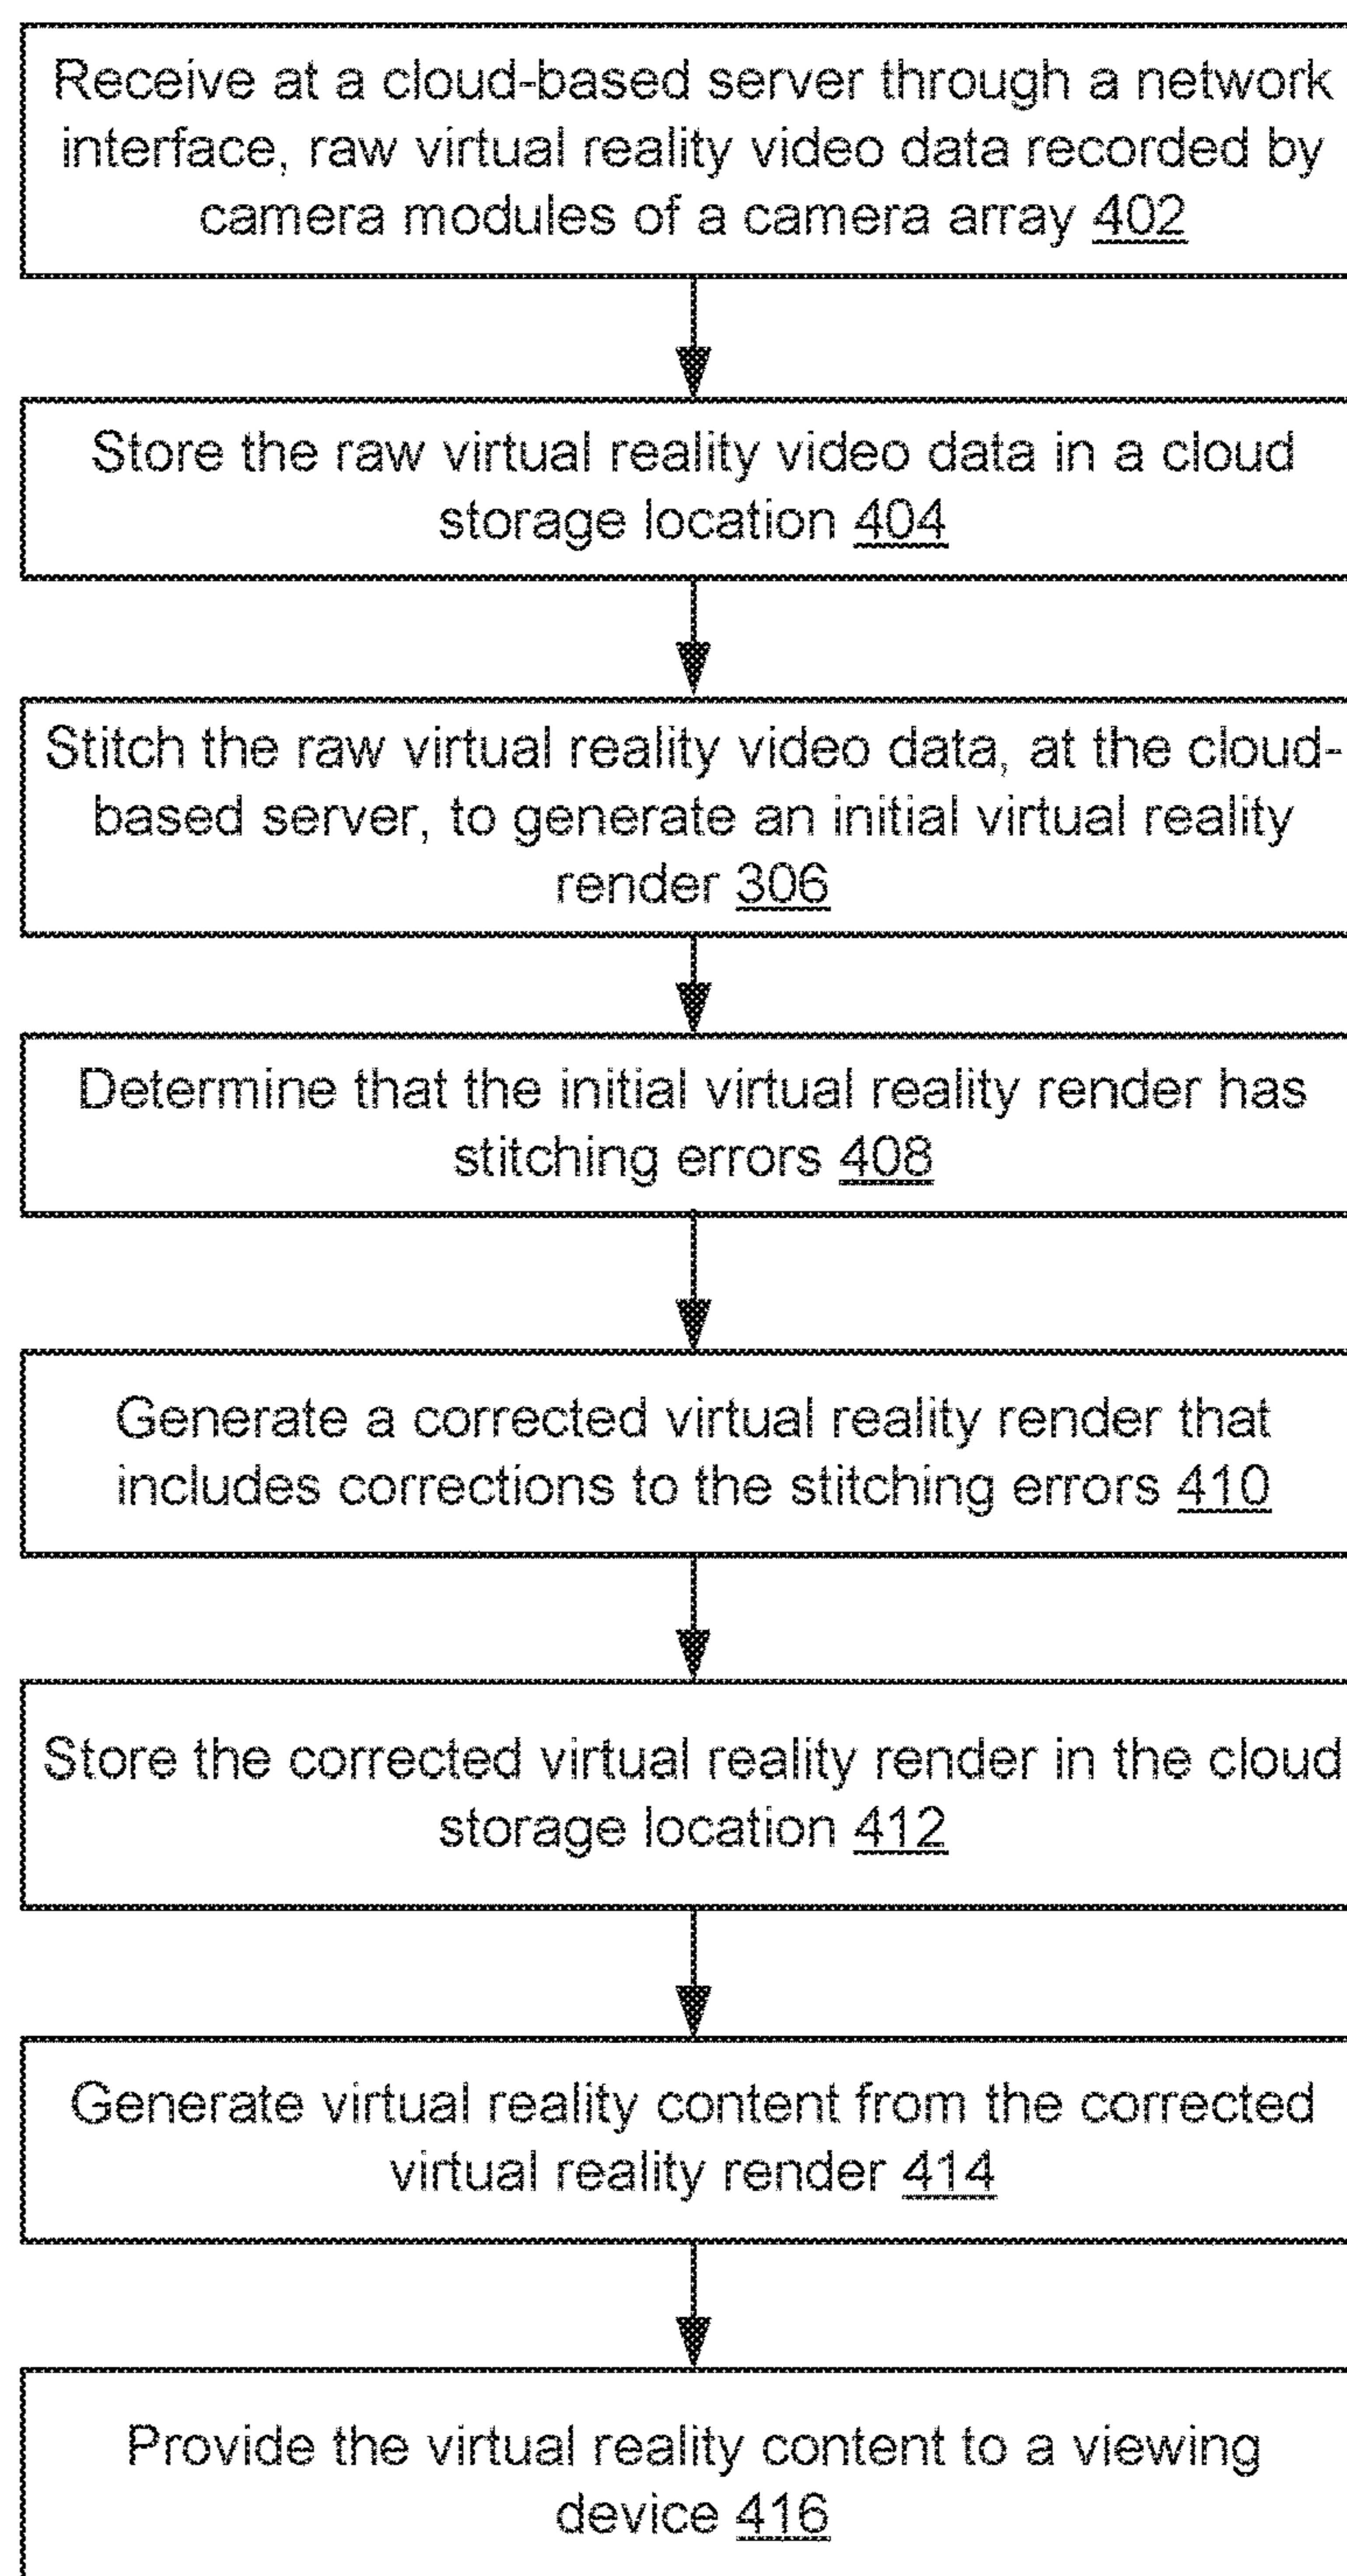 Receive at a cloud-based server through a network
interface, raw virtual reality video data recorded by
camera modules of a camera array 402
Store the raw virtual reality video data in a cloud
storage location 404
Stitch the raw virtual reality video data, at the cloud-
based server, to generate an initial virtual reality
render 306
Determine that the initial virtual reality render has
stitching errors 408
Generate a corrected virtual reality render that
includes corrections to the stitching errors 410
Store the corrected virtual reality render in the cloud
storage location 412
Generate virtual reality content from the corrected
virtual reality render 414
Provide the virtual reality content to a viewing
device 416